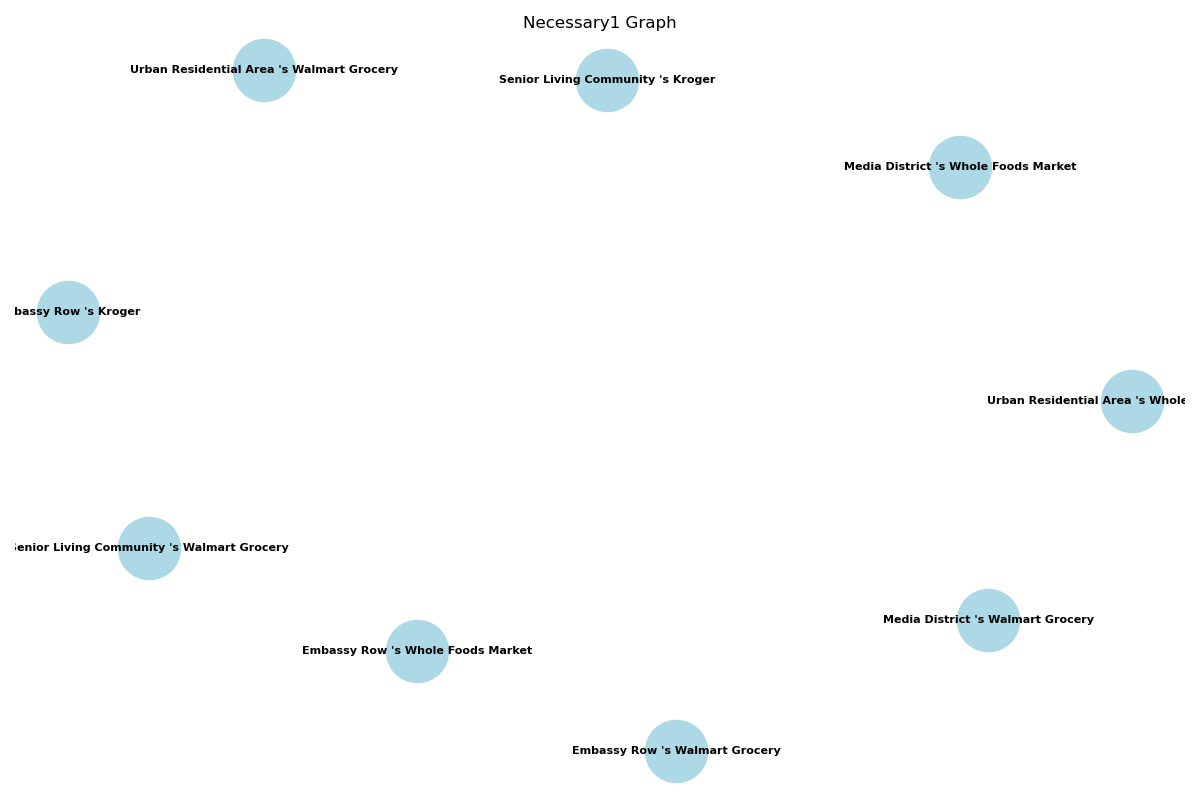 Necessary1 Graph
Urban Residential Area 's Walmart Grocery
Senior Living Community 's Kroger
Media District 's Whole Foods Market
bassy Row 's Kroger
Urban Residential Area 's Whole
Senior Living Community 's Walmart Grocery
Media District 's Walmart Grocery
Embassy Row 's Whole Foods Market
Embassy Row 's Walmart Grocery